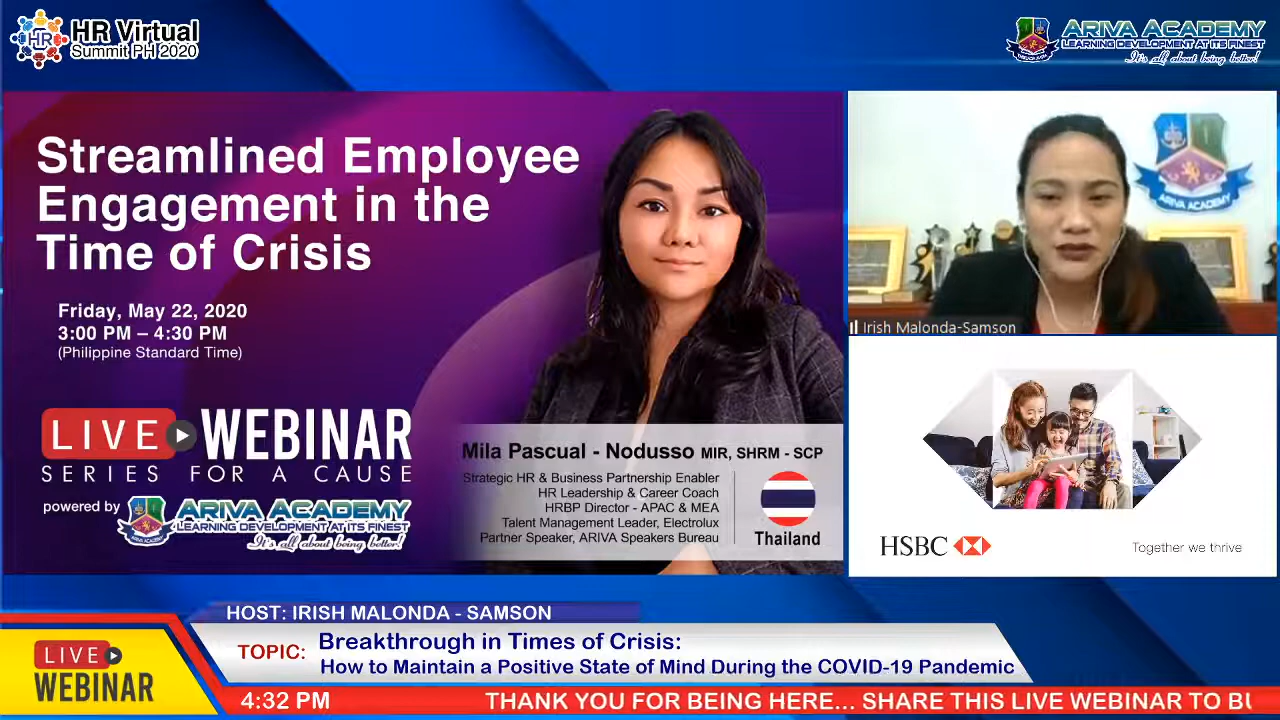 HR Virtual
Summit PH 2020
HR
ARIVA ACADEMY
LEARNING DEVELOPMENT AT ITS FINEST
It's all about being better!
Streamlined Employee
Engagement in the
Time of Crisis
Friday, May 22, 2020
3:00 PM – 4:30 PM
(Philippine Standard Time)
LIVE WEBINAR
SERIES FOR A CAUSE
powered by ARIVA ACADEMY
LEARNING DEVELOPMENT AT ITS FINEST
It's all about being better!
Mila Pascual - Nodusso MIR, SHRM - SCP
Strategic HR & Business Partnership Enabler
HR Leadership & Career Coach
HRBP Director - APAC & MEA
Talent Management Leader, Electrolux
Partner Speaker, ARIVA Speakers Bureau
Thailand
ARIVA ACADEMY
Irish Malonda-Samson
HSBC
Together we thrive
HOST: IRISH MALONDA - SAMSON
TOPIC: Breakthrough in Times of Crisis:
How to Maintain a Positive State of Mind During the COVID-19 Pandemic
LIVE
WEBINAR
4:32 PM
THANK YOU FOR BEING HERE... SHARE THIS LIVE WEBINAR TO